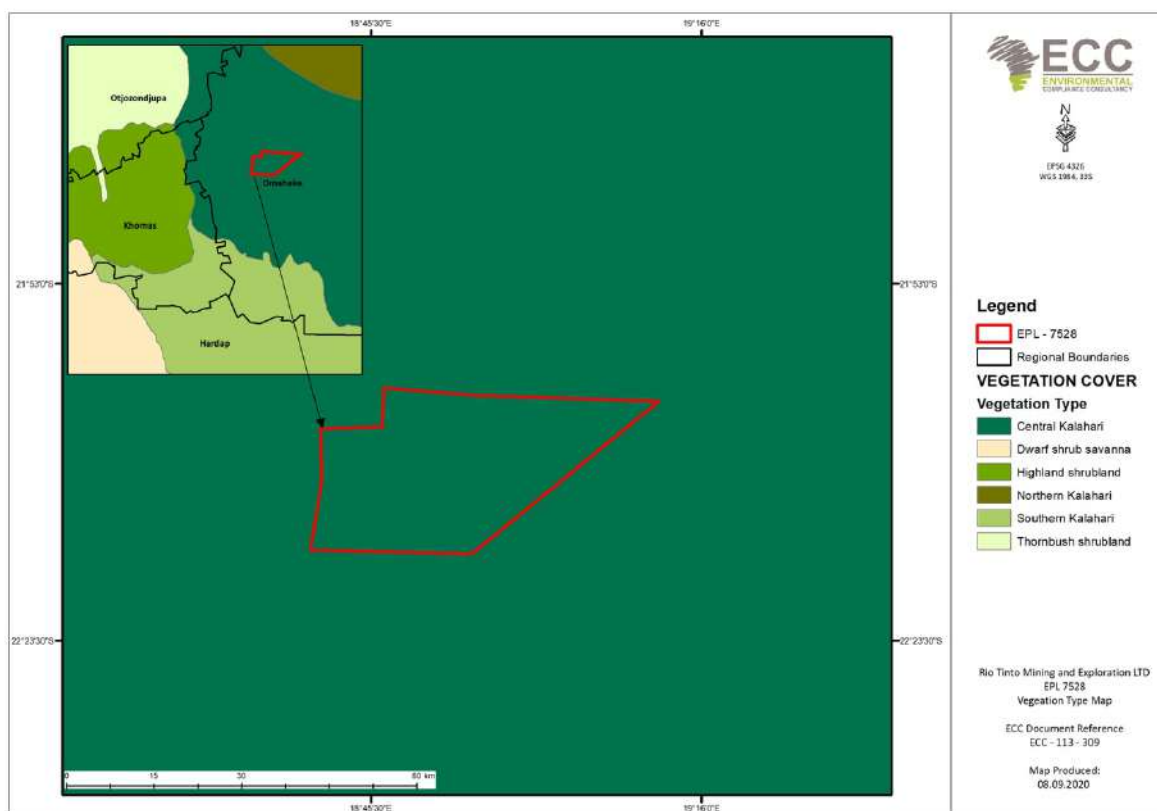 18°45'30"E
19°16'0"E
Otjozondjupa
Omaheke
Khomas
Hardap
21°53'0"S
21°53'0"S
22°23'30"S
22°23'30"S
0 15 30 60 km
18°45'30"E
19°16'0"E
ECC
ENVIRONMENTAL
COMPLIANCE CONSULTANCY
N
EPSG 4326
WGS 1984, 33S
Legend
EPL - 7528
Regional Boundaries
VEGETATION COVER
Vegetation Type
Central Kalahari
Dwarf shrub savanna
Highland shrubland
Northern Kalahari
Southern Kalahari
Thornbush shrubland
Rio Tinto Mining and Exploration LTD
EPL 7528
Vegeation Type Map
ECC Document Reference
ECC - 113 - 309
Map Produced:
08.09.2020